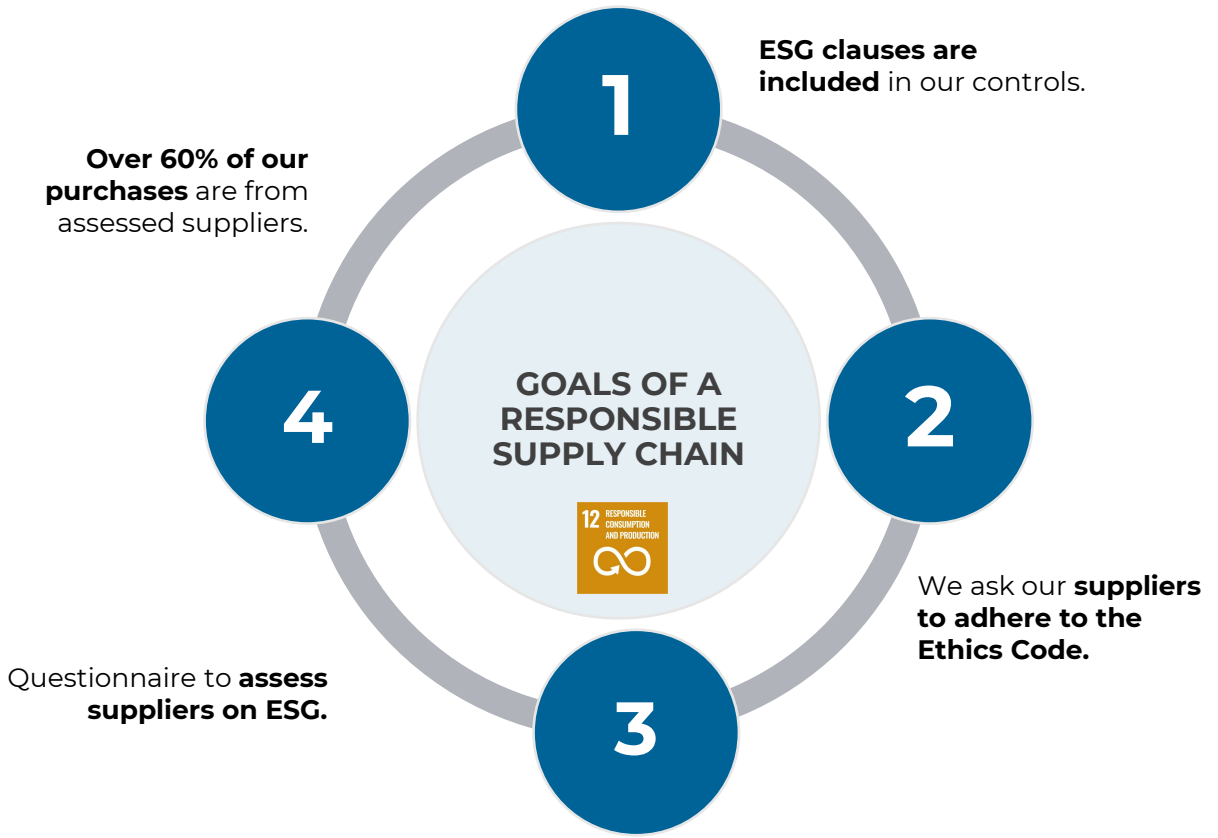 1
ESG clauses are
included in our controls.
2
We ask our suppliers
to adhere to the
Ethics Code.
3
Questionnaire to assess
suppliers on ESG.
4
Over 60% of our
purchases are from
assessed suppliers.
GOALS OF A
RESPONSIBLE
SUPPLY CHAIN
12 RESPONSIBLE
CONSUMPTION
AND PRODUCTION